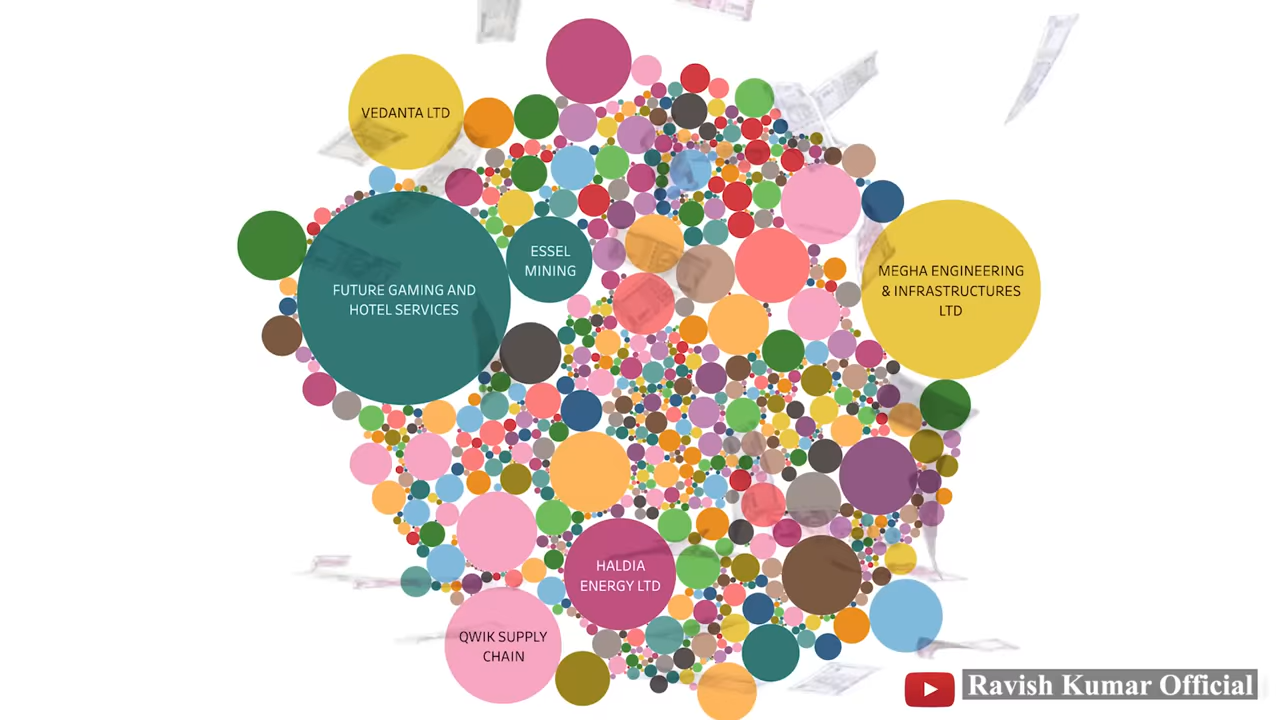 VEDANTA LTD
ESSEL
MINING
FUTURE GAMING AND
HOTEL SERVICES
MEGHA ENGINEERING
& INFRASTRUCTURES
LTD
HALDIA
ENERGY LTD
QWIK SUPPLY
CHAIN
Ravish Kumar Official